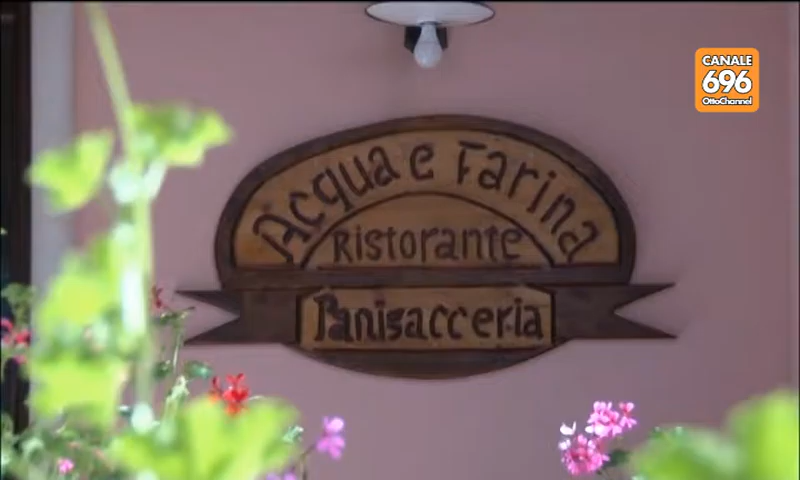 CANALE
696
OttoChannel
Acqua e Farina
Ristorante
Panisacceria